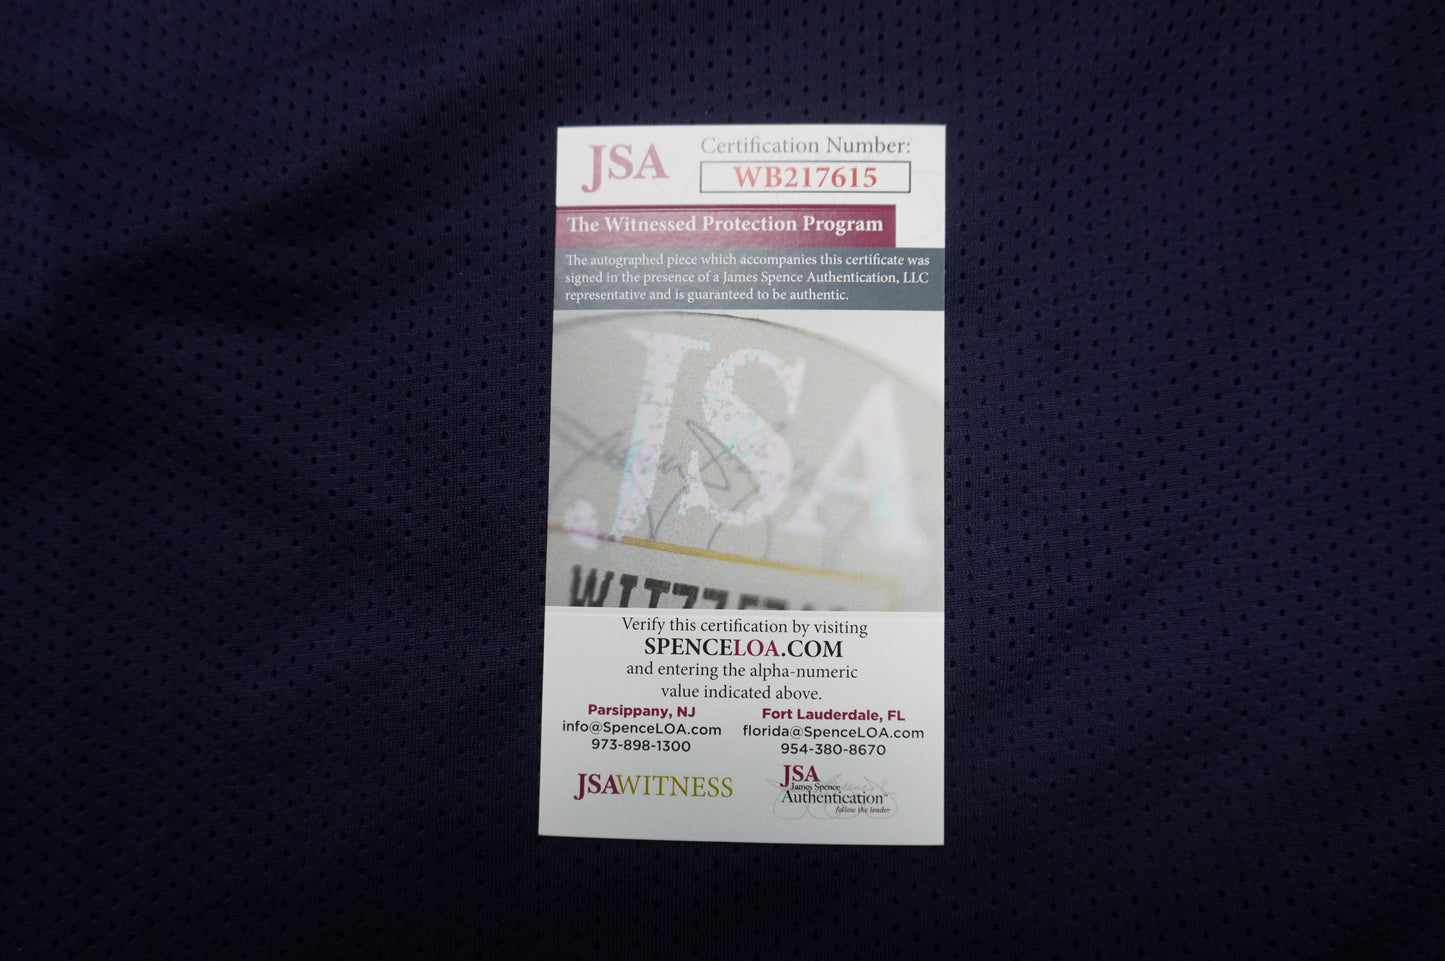 JSA
Certification Number:
WB217615
The Witnessed Protection Program
The autographed piece which accompanies this certificate was
signed in the presence of a James Spence Authentication, LLC
representative and is guaranteed to be authentic.
JSA
Verify this certification by visiting
SPENCELOA.COM
and entering the alpha-numeric
value indicated above.
Parsippany, NJ
info@SpenceLOA.com
973-898-1300
Fort Lauderdale, FL
florida@SpenceLOA.com
954-380-8670
JSAWITNESS
JSA
James Spence
Authentication™
follow the leader